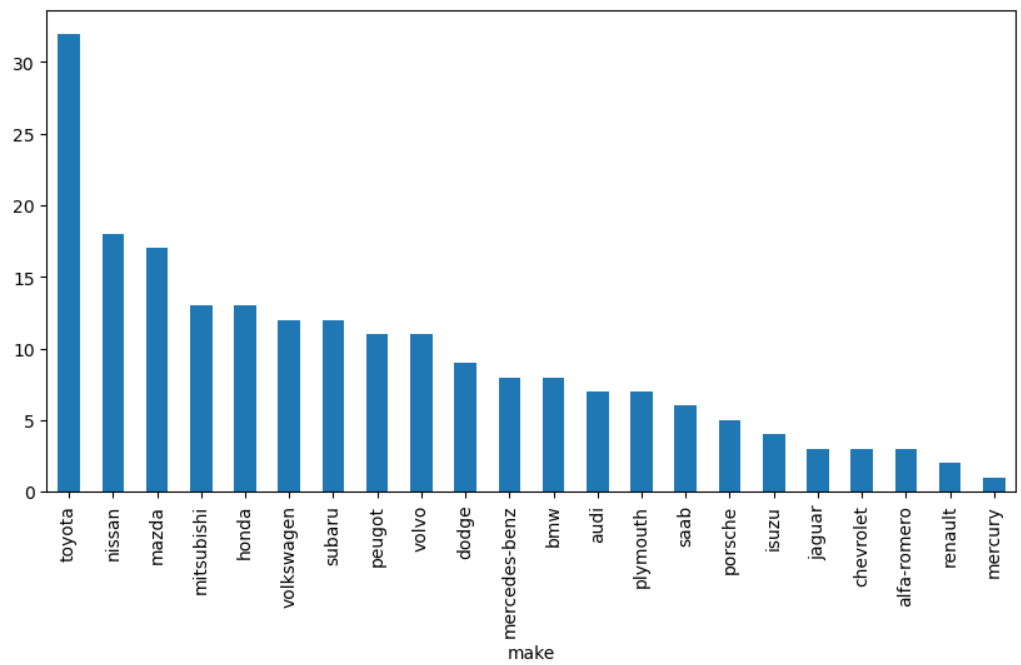 30
25
20
15
10
5
0
toyota
nissan
mazda
mitsubishi
honda
volkswagen
subaru
peugot
volvo
dodge
mercedes-benz
bmw
audi
plymouth
saab
porsche
isuzu
jaguar
chevrolet
alfa-romero
renault
mercury
make